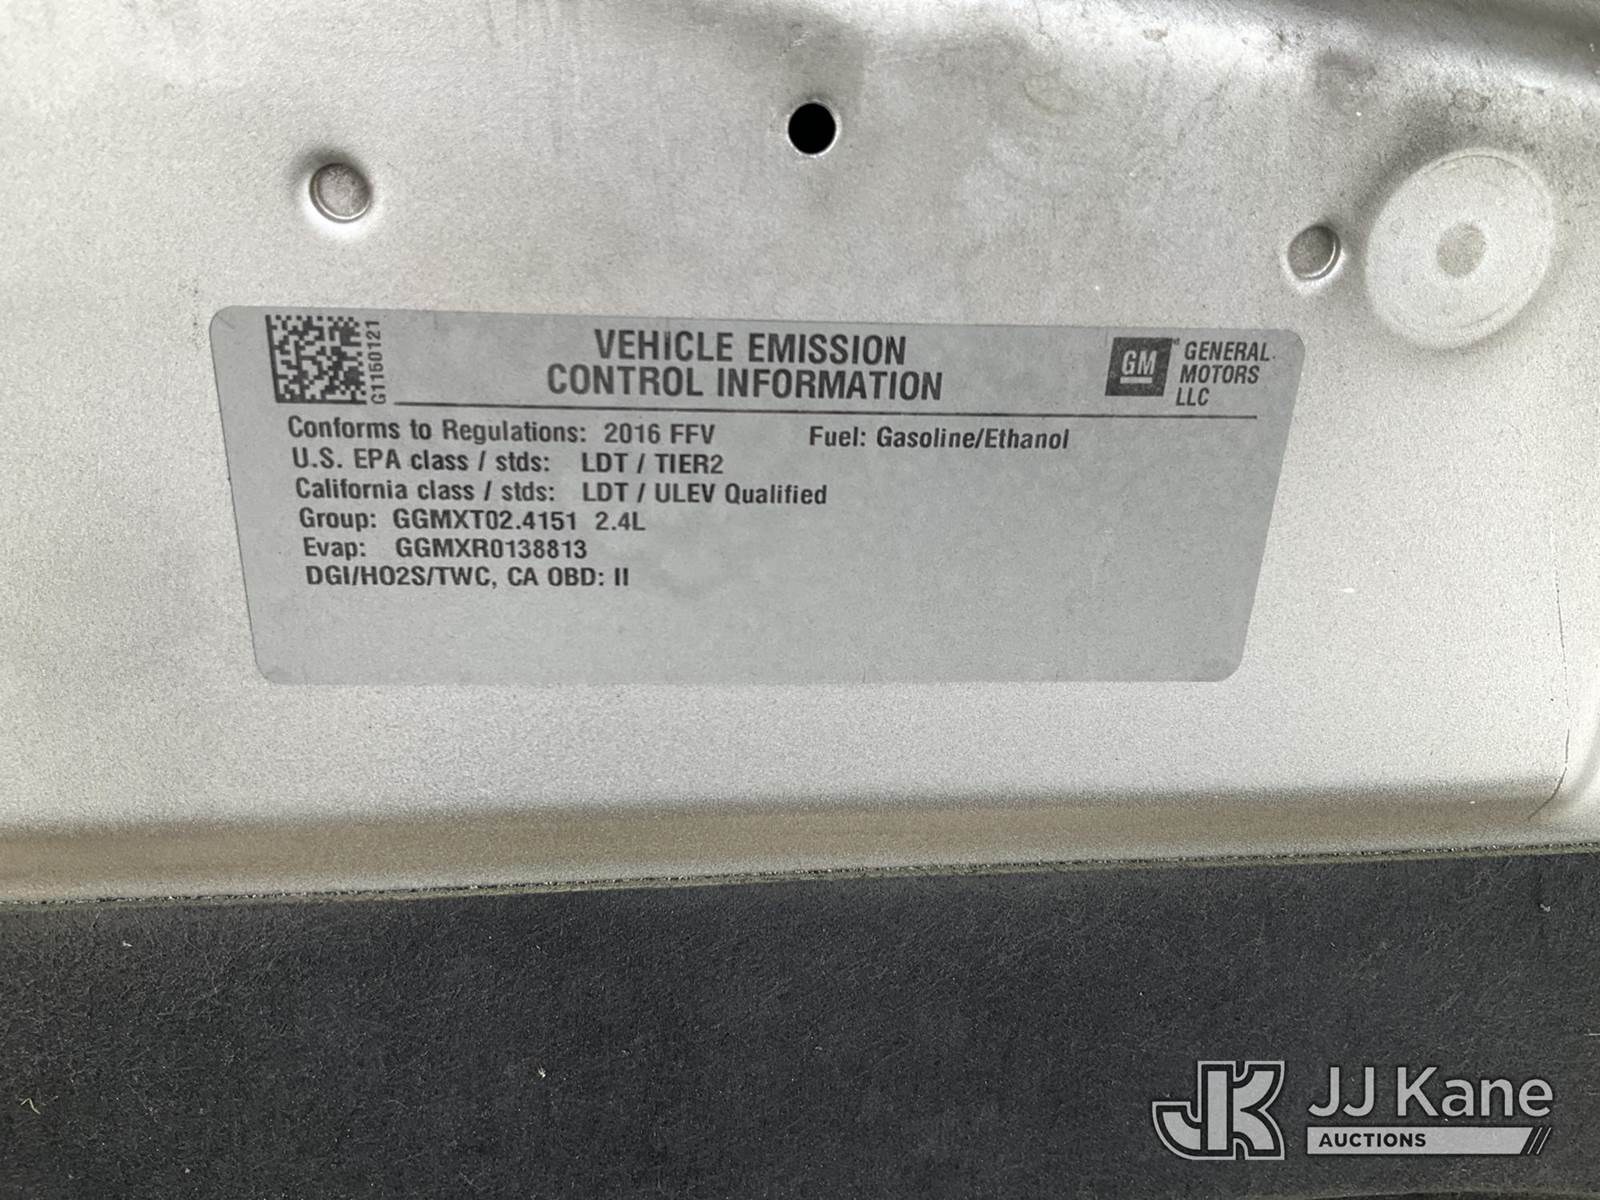 G1150121
VEHICLE EMISSION
CONTROL INFORMATION
GM
GENERAL
MOTORS
LLC
Conforms to Regulations: 2016 FFV Fuel: Gasoline/Ethanol
U.S. EPA class / stds: LDT / TIER2
California class / stds: LDT / ULEV Qualified
Group: GGMXT02.4151 2.4L
Evap: GGMXR0138813
DGI/HO2S/TWC, CA OBD: II
JK JJ Kane
AUCTIONS